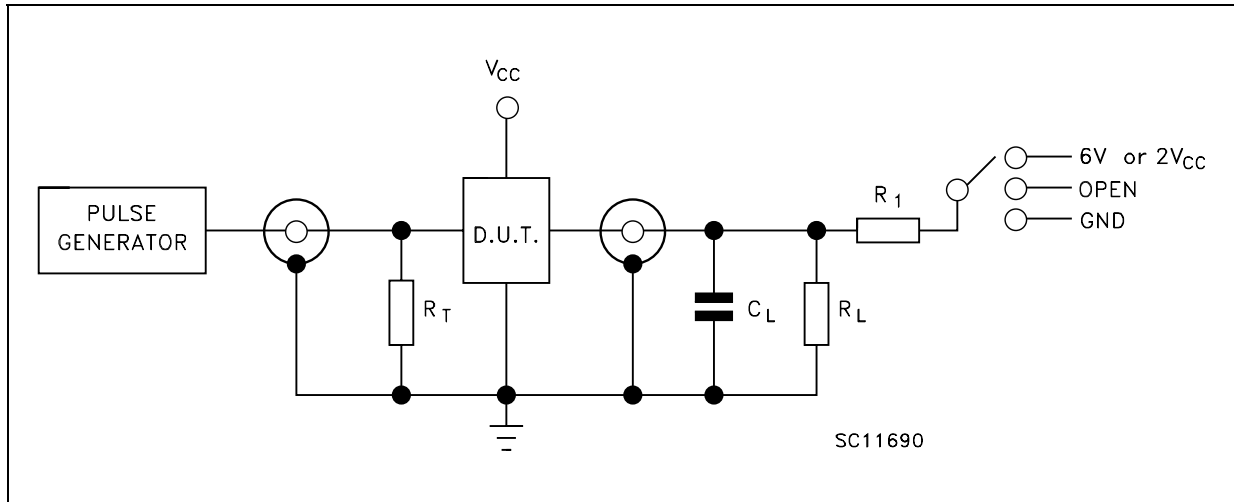 VCC
PULSE
GENERATOR
D.U.T.
RT
CL
RL
R1
6V or 2VCC
OPEN
GND
SC11690